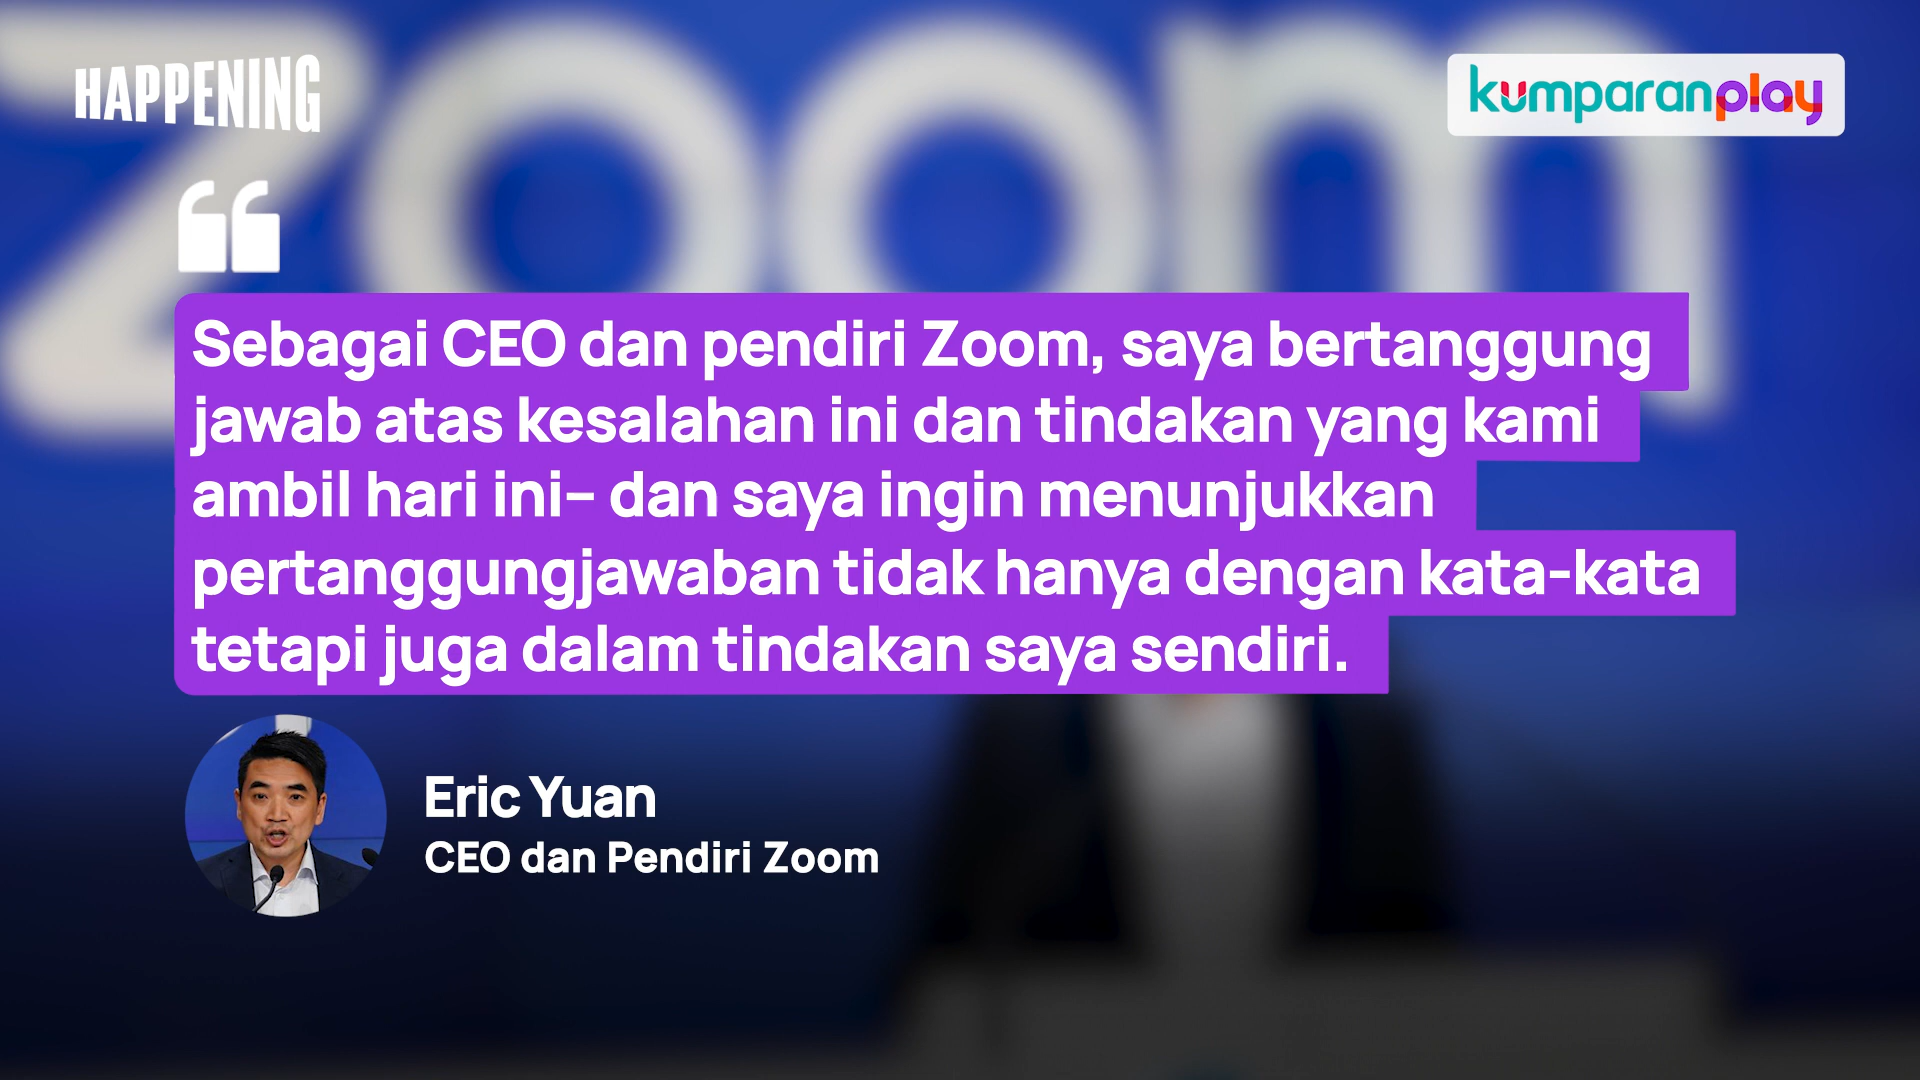 zoom
HAPPENING
kumparanplay
“
Sebagai CEO dan pendiri Zoom, saya bertanggung
jawab atas kesalahan ini dan tindakan yang kami
ambil hari ini– dan saya ingin menunjukkan
pertanggungjawaban tidak hanya dengan kata-kata
tetapi juga dalam tindakan saya sendiri.
Eric Yuan
CEO dan Pendiri Zoom